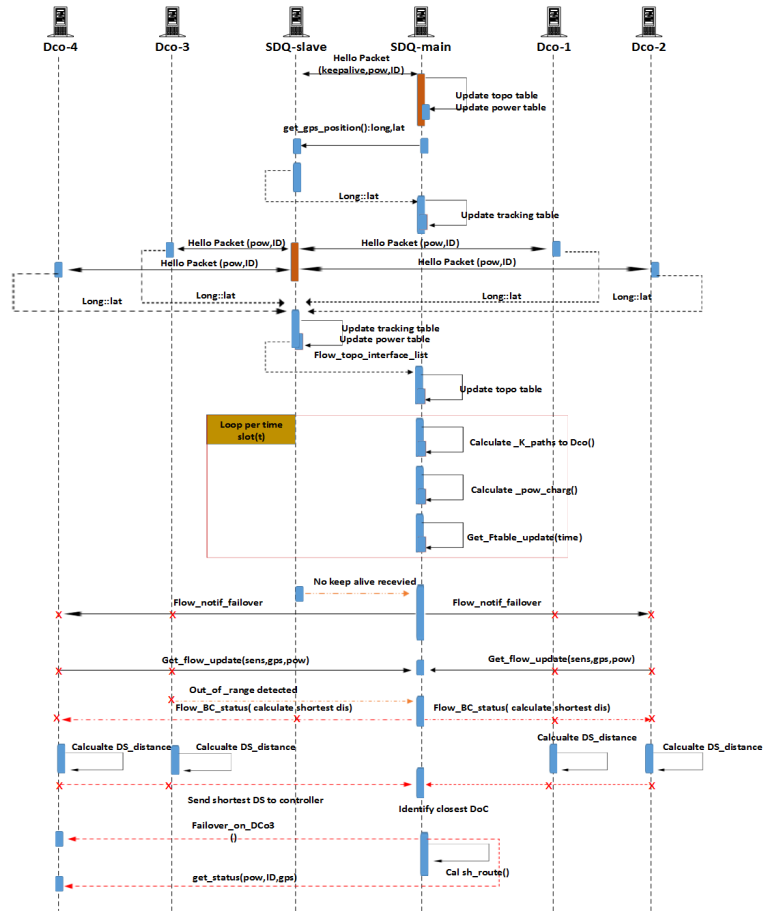 Dco-4 Dco-3 SDQ-slave SDQ-main Dco-1 Dco-2
Hello Packet
(keepalive,pow,ID)
Update topo table
Update power table
get_gps_position():long,lat
Long::lat
Update tracking table
Hello Packet (pow,ID) Hello Packet (pow,ID)
Hello Packet (pow,ID) Hello Packet (pow,ID)
Long::lat Long::lat Long::lat Long::lat
Update tracking table
Update power table
Flow_topo_interface_list
Update topo table
Loop per time
slot(t)
Calculate _K_paths to Dco()
Calculate _pow_charg()
Get_Ftable_update(time)
No keep alive recevied
Flow_notif_failover Flow_notif_failover
Get_flow_update(sens,gps,pow) Get_flow_update(sens,gps,pow)
Out_of _range detected
Flow_BC_status( calculate shortest dis) Flow_BC_status( calculate shortest dis)
Calcualte DS_distance Calcualte DS_distance Calcualte DS_distance Calcualte DS_distance
Send shortest DS to controller
Identify closest DoC
Failover_on_DCo3
()
Cal sh_route()
get_status(pow,ID,gps)